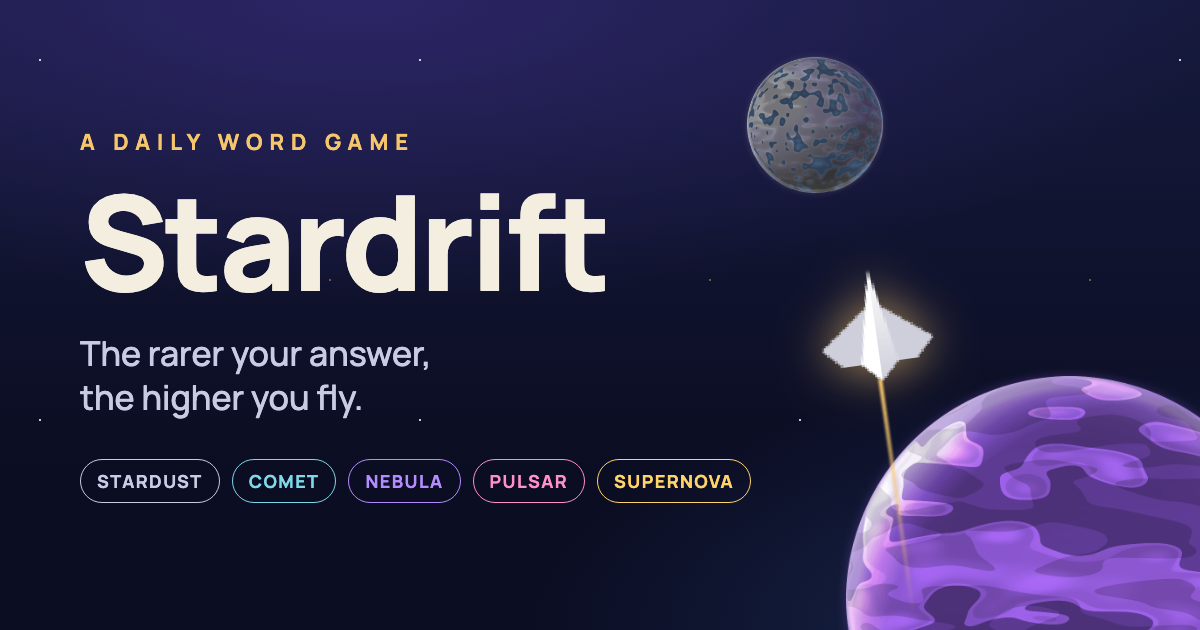 A DAILY WORD GAME
Stardrift
The rarer your answer,
the higher you fly.
STARDUST COMET NEBULA PULSAR SUPERNOVA